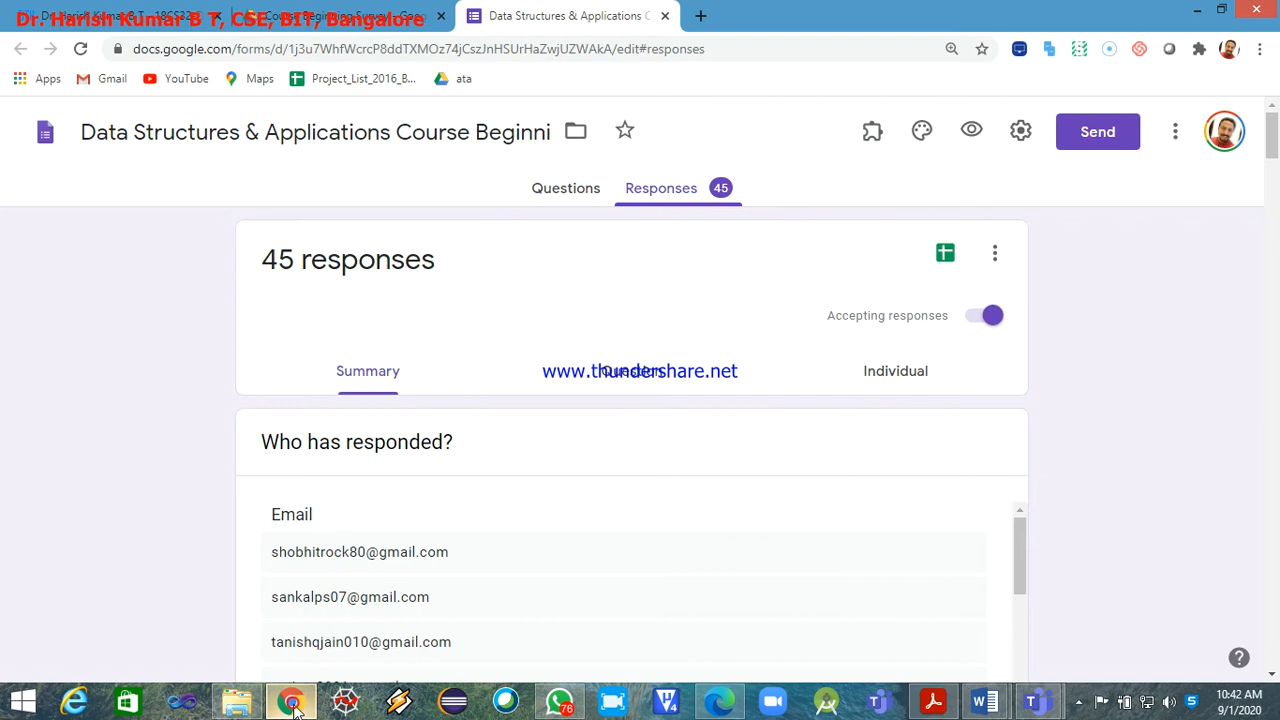 Dr. Harish Kumar B T, CSE, BIT, Bangalore
Data Structures & Applications C
docs.google.com/forms/d/1j3u7WhfWcrcP8ddTXMOz74jCszJnHSUrHaZwjUZWAkA/edit#responses
Apps Gmail YouTube Maps Project_List_2016_B... ata
Data Structures & Applications Course Beginni
Send
Questions Responses 45
45 responses
Accepting responses
Summary www.thundershare.net Individual
Who has responded?
Email
shobhitrock80@gmail.com
sankalps07@gmail.com
tanishqjain010@gmail.com
76
10:42 AM
9/1/2020